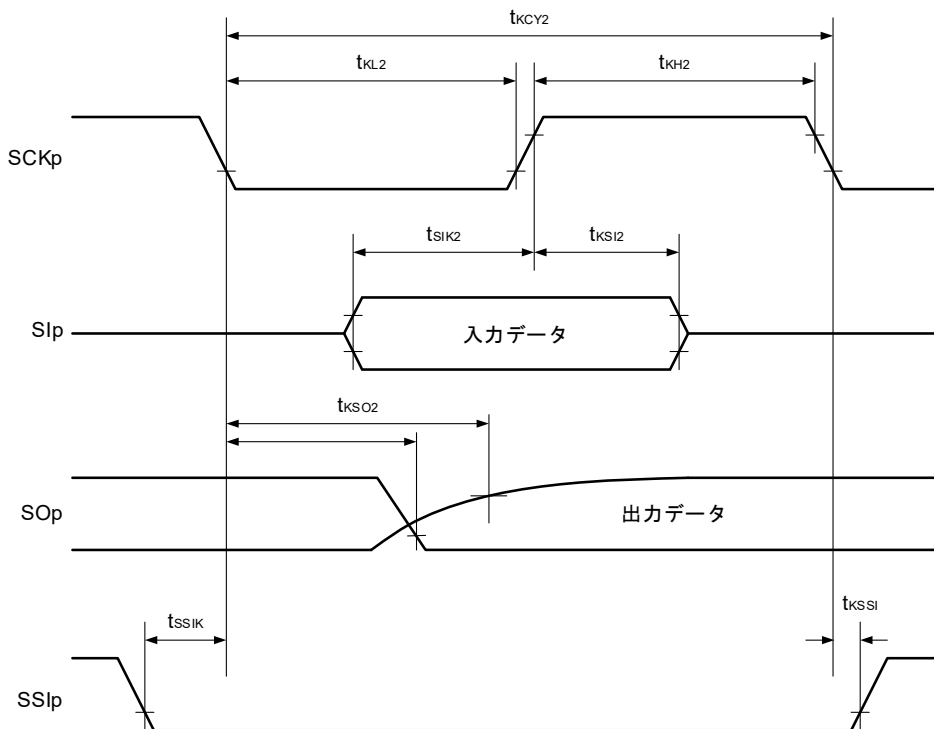 tKCY2
tKL2
tKH2
SCKp
tSIK2
tKSI2
SIp
入力データ
tKSO2
SOp
出力データ
tSSIK
tKSSI
SSIp